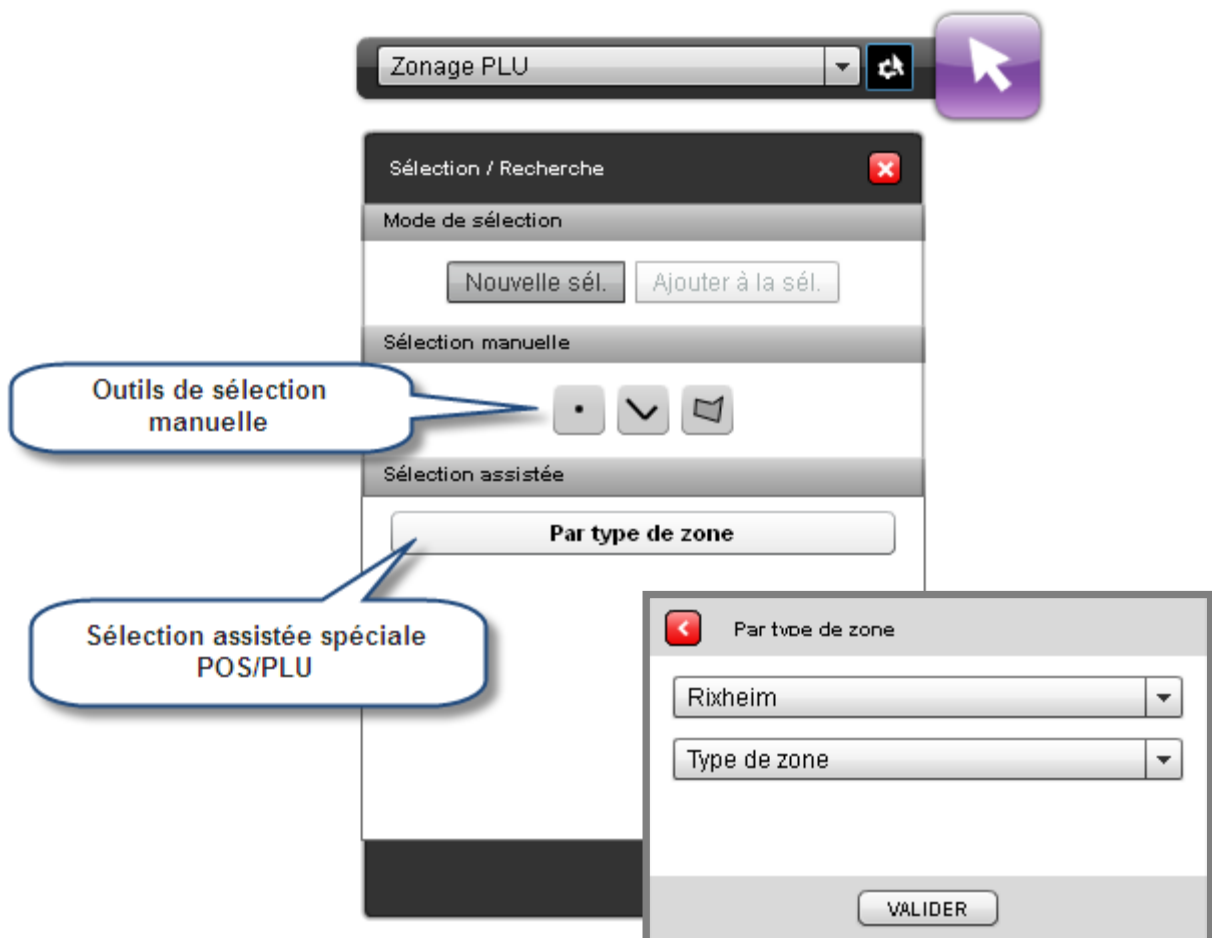 Zonage PLU
Sélection / Recherche
Mode de sélection
Nouvelle sél.
Ajouter à la sél.
Sélection manuelle
Outils de sélection
manuelle
Sélection assistée
Par type de zone
Sélection assistée spéciale
POS/PLU
Par type de zone
Rixheim
Type de zone
VALIDER